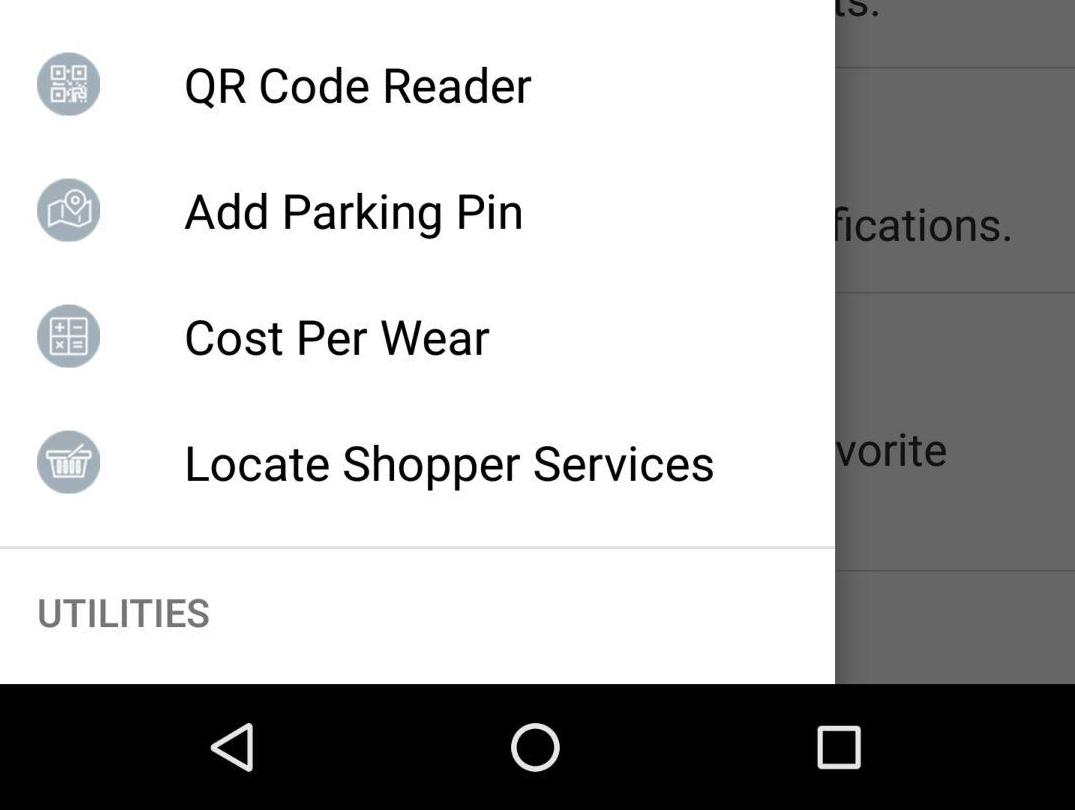 QR Code Reader
Add Parking Pin
Cost Per Wear
Locate Shopper Services
UTILITIES
ts.
fications.
vorite